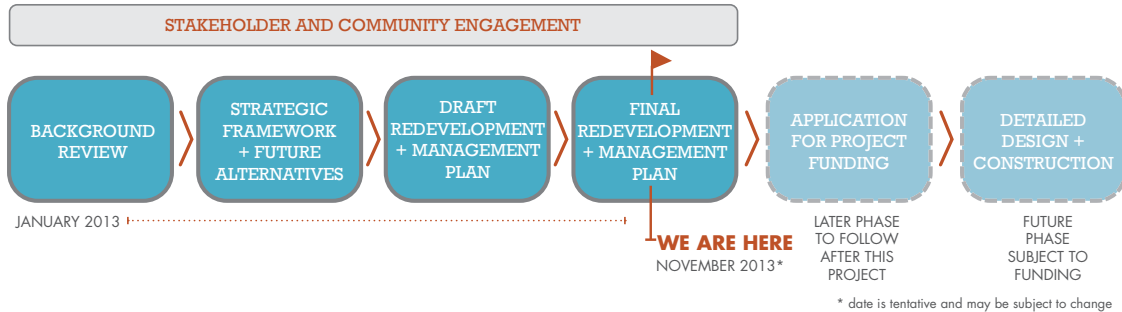 STAKEHOLDER AND COMMUNITY ENGAGEMENT
BACKGROUND
REVIEW
STRATEGIC
FRAMEWORK
+ FUTURE
ALTERNATIVES
DRAFT
REDEVELOPMENT
+ MANAGEMENT
PLAN
FINAL
REDEVELOPMENT
+ MANAGEMENT
PLAN
APPLICATION
FOR PROJECT
FUNDING
DETAILED
DESIGN +
CONSTRUCTION
JANUARY 2013
WE ARE HERE
NOVEMBER 2013*
LATER PHASE
TO FOLLOW
AFTER THIS
PROJECT
FUTURE
PHASE
SUBJECT TO
FUNDING
* date is tentative and may be subject to change